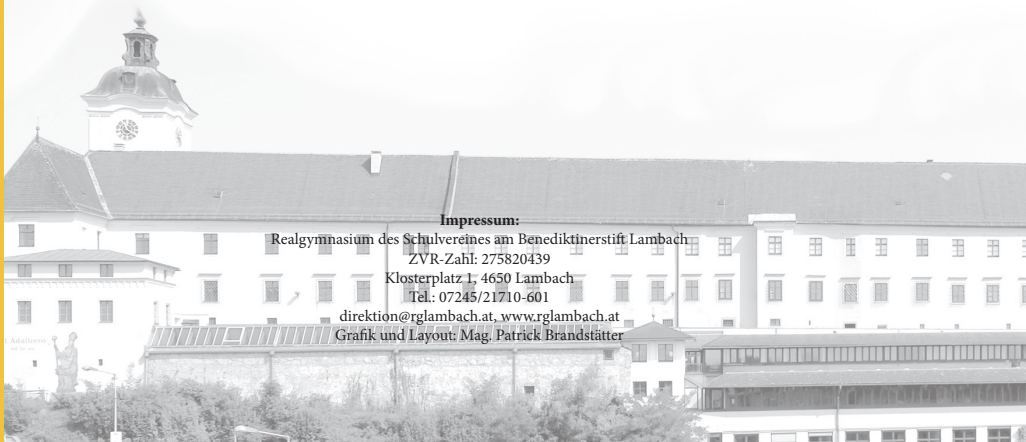 Impressum:
Realgymnasium des Schulvereines am Benediktinerstift Lambach
ZVR-Zahl: 275820439
Klosterplatz 1, 4650 Lambach
Tel.: 07245/21710-601
direktion@rglambach.at, www.rglambach.at
Grafik und Layout: Mag. Patrick Brandstätter